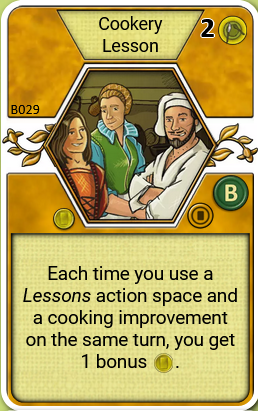 Cookery
Lesson
2
B029
B
Each time you use a
Lessons action space and
a cooking improvement
on the same turn, you get
1 bonus .